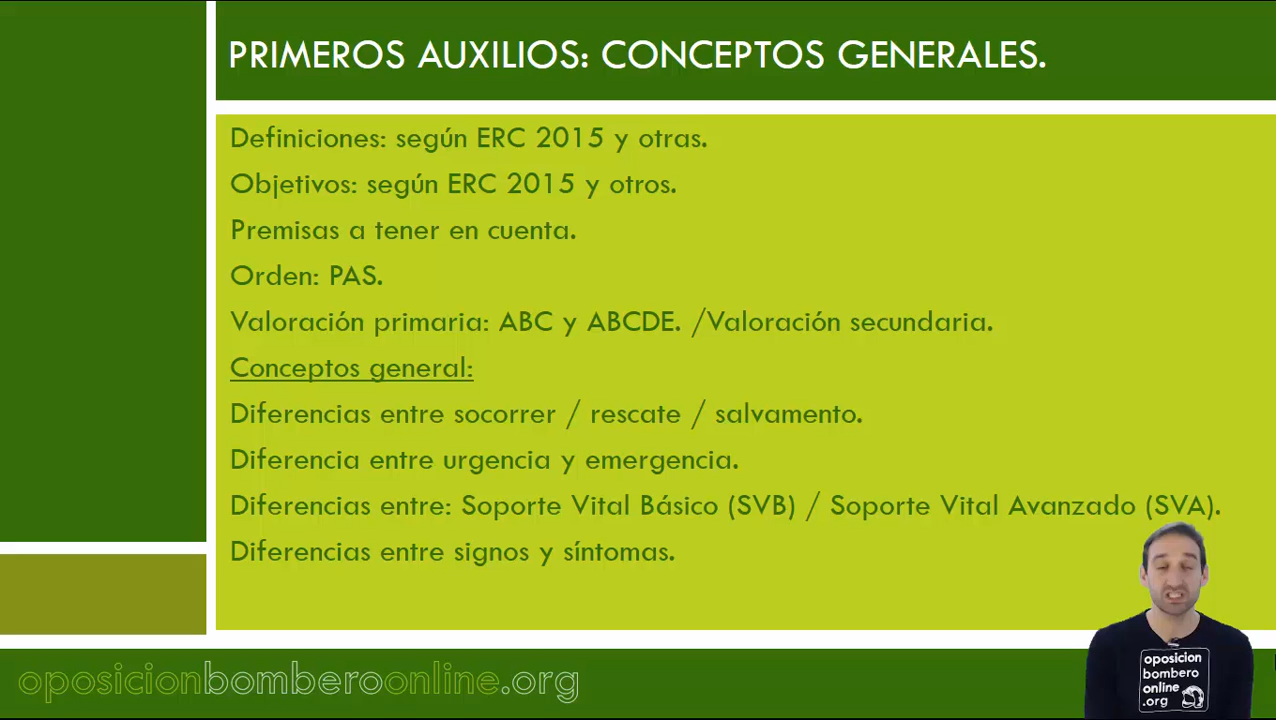 PRIMEROS AUXILIOS: CONCEPTOS GENERALES.
Definiciones: según ERC 2015 y otras.
Objetivos: según ERC 2015 y otros.
Premisas a tener en cuenta.
Orden: PAS.
Valoración primaria: ABC y ABCDE. /Valoración secundaria.
Conceptos general:
Diferencias entre socorrer / rescate / salvamento.
Diferencia entre urgencia y emergencia.
Diferencias entre: Soporte Vital Básico (SVB) / Soporte Vital Avanzado (SVA).
Diferencias entre signos y síntomas.
oposicionbomberoonline.org
oposicion
bombero
online
.org